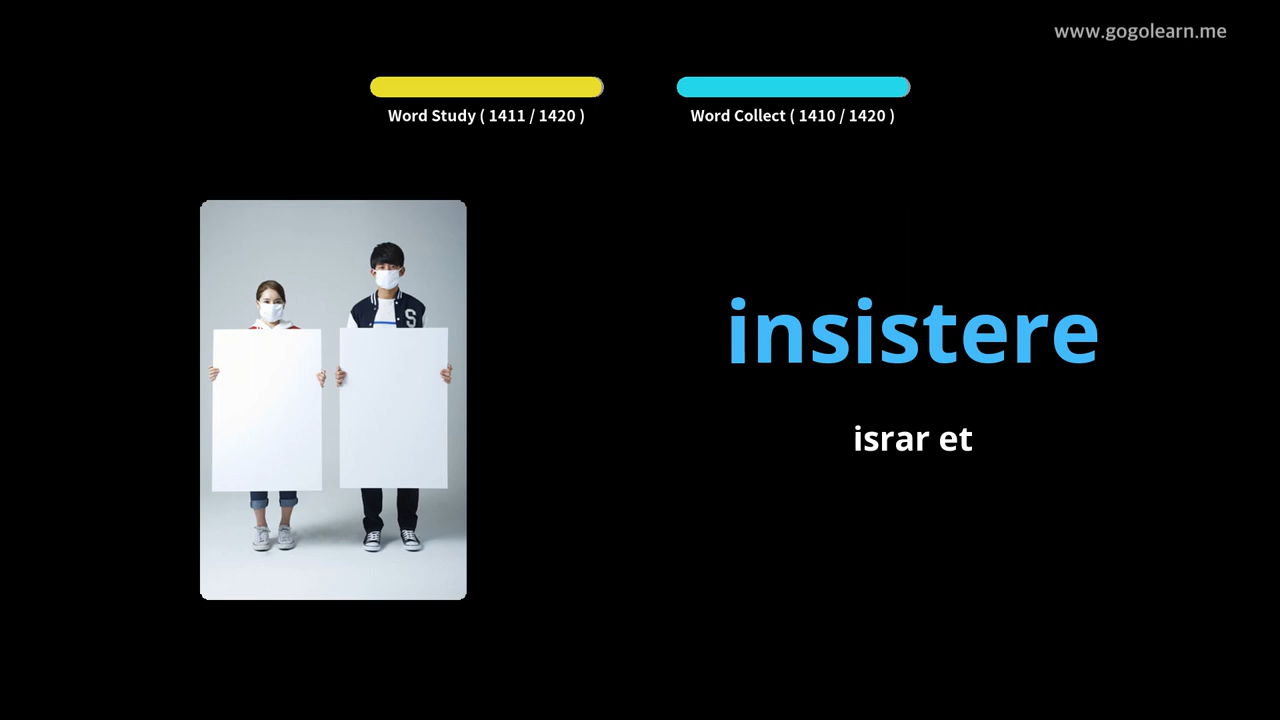 www.gogolearn.me
Word Study ( 1411 / 1420 )
Word Collect ( 1410 / 1420 )
S
insistere
israr et